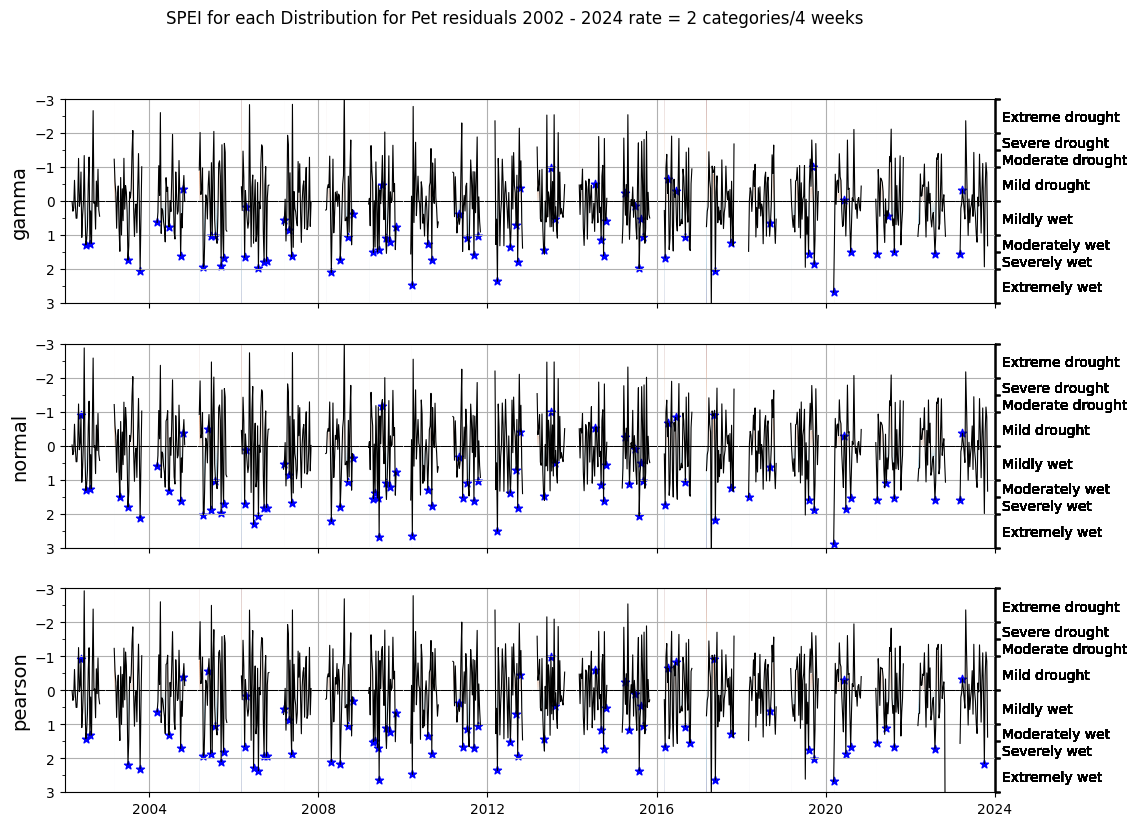 SPEI for each Distribution for Pet residuals 2002 - 2024 rate = 2 categories/4 weeks
gamma
−3
−2
−1
0
1
2
3
Extreme drought
Severe drought
Moderate drought
Mild drought
Mildly wet
Moderately wet
Severely wet
Extremely wet
normal
−3
−2
−1
0
1
2
3
Extreme drought
Severe drought
Moderate drought
Mild drought
Mildly wet
Moderately wet
Severely wet
Extremely wet
pearson
−3
−2
−1
0
1
2
3
Extreme drought
Severe drought
Moderate drought
Mild drought
Mildly wet
Moderately wet
Severely wet
Extremely wet
2004 2008 2012 2016 2020 2024